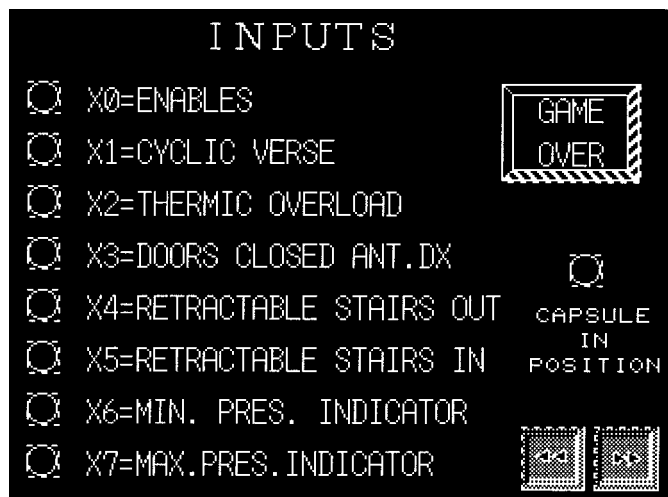 INPUTS
X0=ENABLES
X1=CYCLIC VERSE
X2=THERMIC OVERLOAD
X3=DOORS CLOSED ANT.DX
X4=RETRACTABLE STAIRS OUT
X5=RETRACTABLE STAIRS IN
X6=MIN. PRES. INDICATOR
X7=MAX.PRES.INDICATOR
GAME
OVER
CAPSULE
IN
POSITION